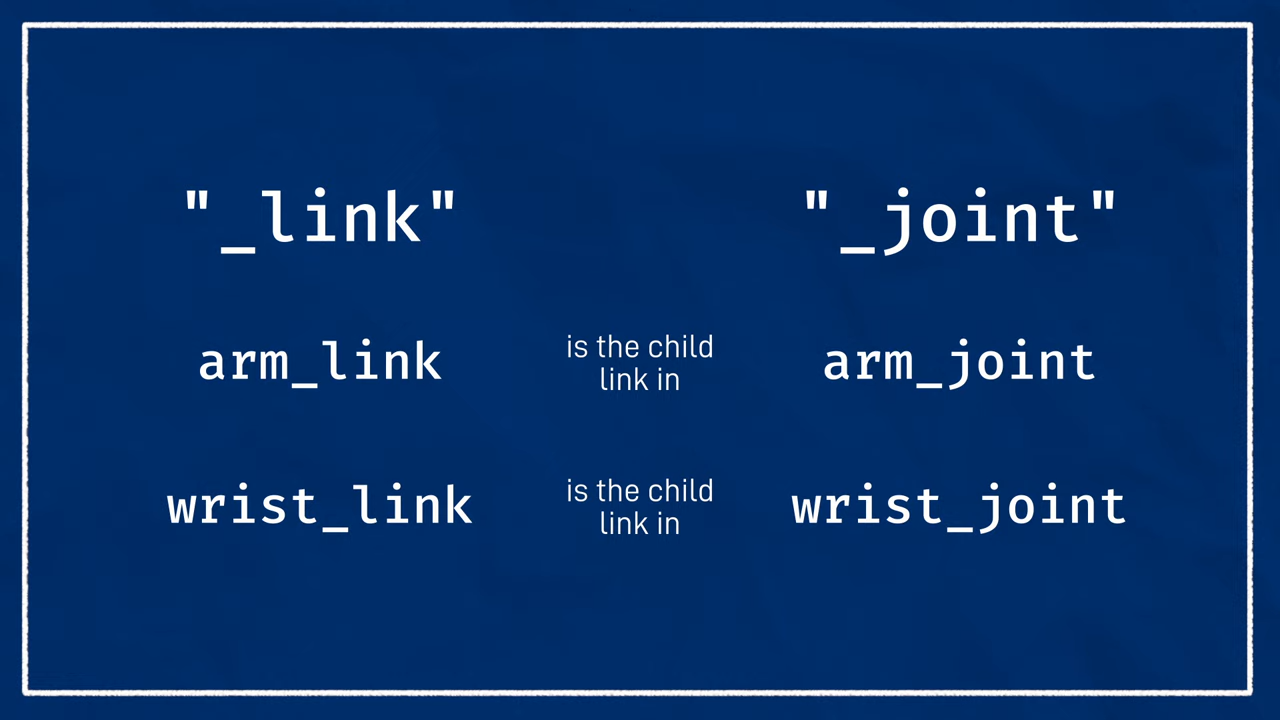 "_link" "_joint"
arm_link is the child link in arm_joint
wrist_link is the child link in wrist_joint